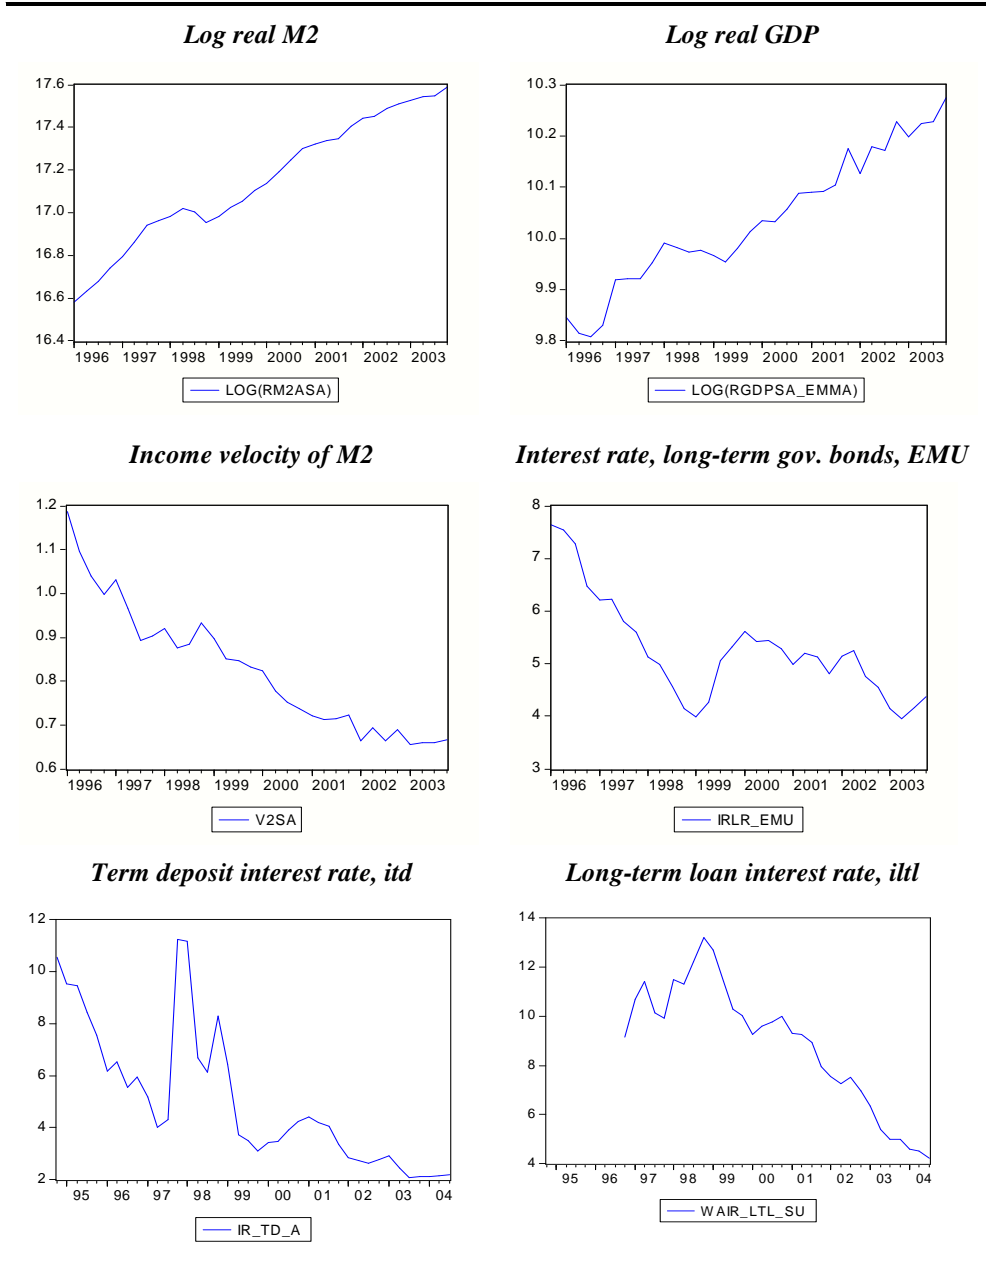 Log real M2
Log real GDP
17.6
17.4
17.2
17.0
16.8
16.6
16.4
1996 1997 1998 1999 2000 2001 2002 2003
LOG(RM2ASA)
10.3
10.2
10.1
10.0
9.9
9.8
1996 1997 1998 1999 2000 2001 2002 2003
LOG(RGDPSA_EMMA)
Income velocity of M2
Interest rate, long-term gov. bonds, EMU
1.2
1.1
1.0
0.9
0.8
0.7
0.6
1996 1997 1998 1999 2000 2001 2002 2003
V2SA
8
7
6
5
4
3
1996 1997 1998 1999 2000 2001 2002 2003
IRLR_EMU
Term deposit interest rate, itd
Long-term loan interest rate, iltl
12
10
8
6
4
2
95 96 97 98 99 00 01 02 03 04
IR_TD_A
14
12
10
8
6
4
95 96 97 98 99 00 01 02 03 04
WAIR_LTL_SU